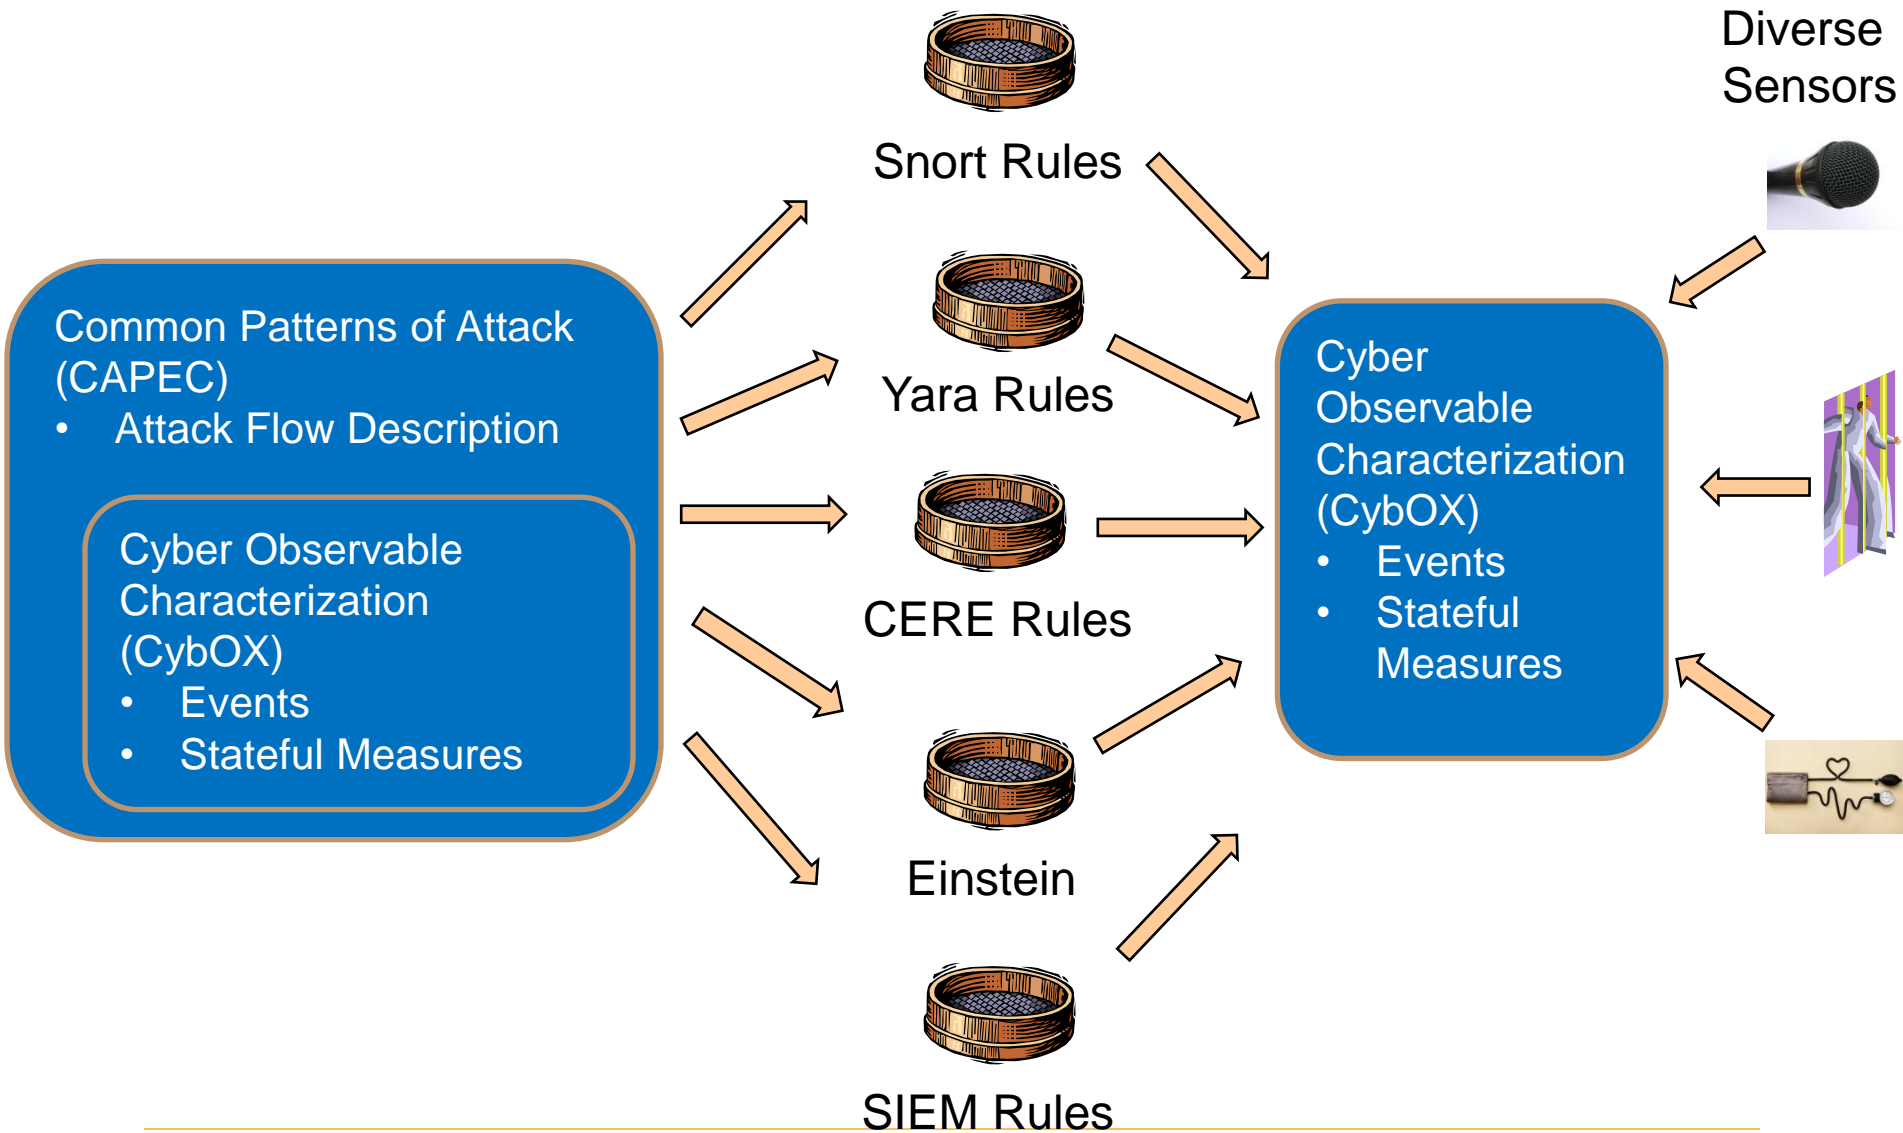 Diverse
Sensors
Snort Rules
Common Patterns of Attack
(CAPEC)
• Attack Flow Description
Cyber Observable
Characterization
(CybOX)
• Events
• Stateful Measures
Yara Rules
CERE Rules
Einstein
SIEM Rules
Cyber
Observable
Characterization
(CybOX)
• Events
• Stateful
Measures